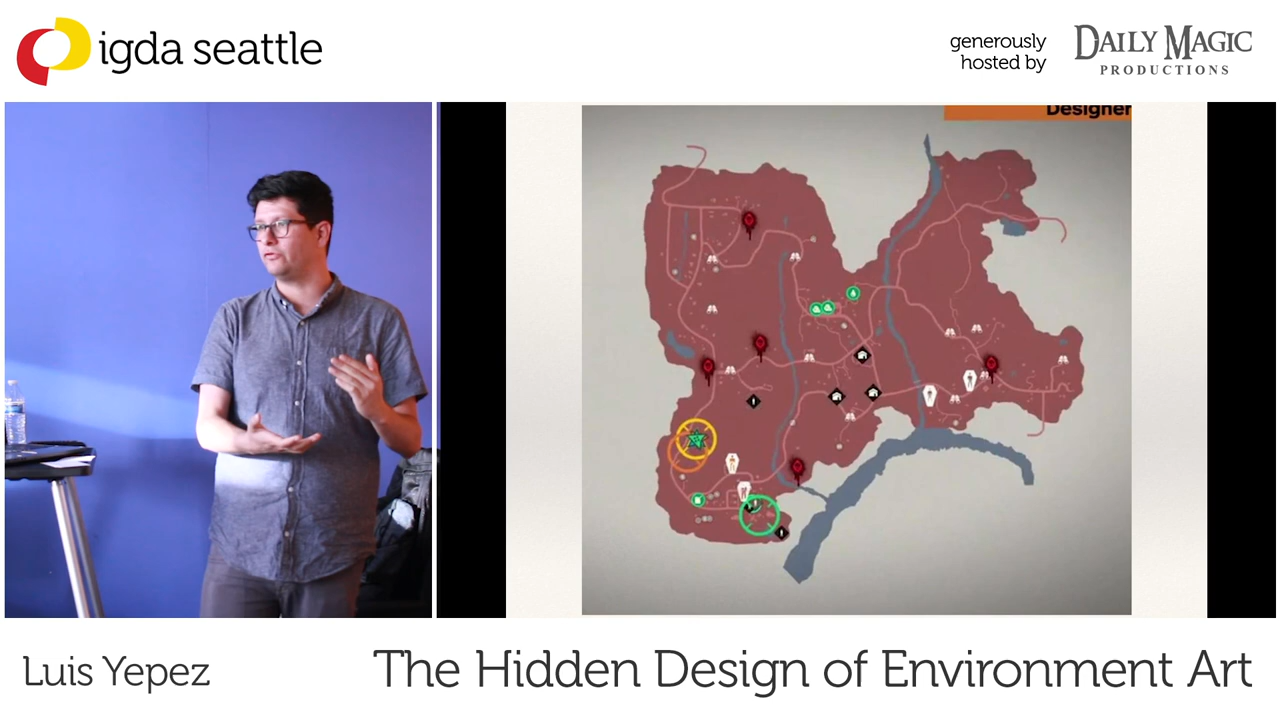 igda seattle
generously
hosted by
DAILY MAGIC
PRODUCTIONS
Designer
Luis Yepez
The Hidden Design of Environment Art